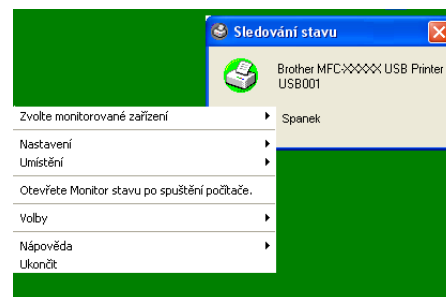 Sledování stavu
Brother MFC-XXXXX USB Printer
USB001
Spanek
Zvolte monitorované zařízení
Nastavení
Umístění
Otevřete Monitor stavu po spuštění počítače.
Volby
Nápověda
Ukončit